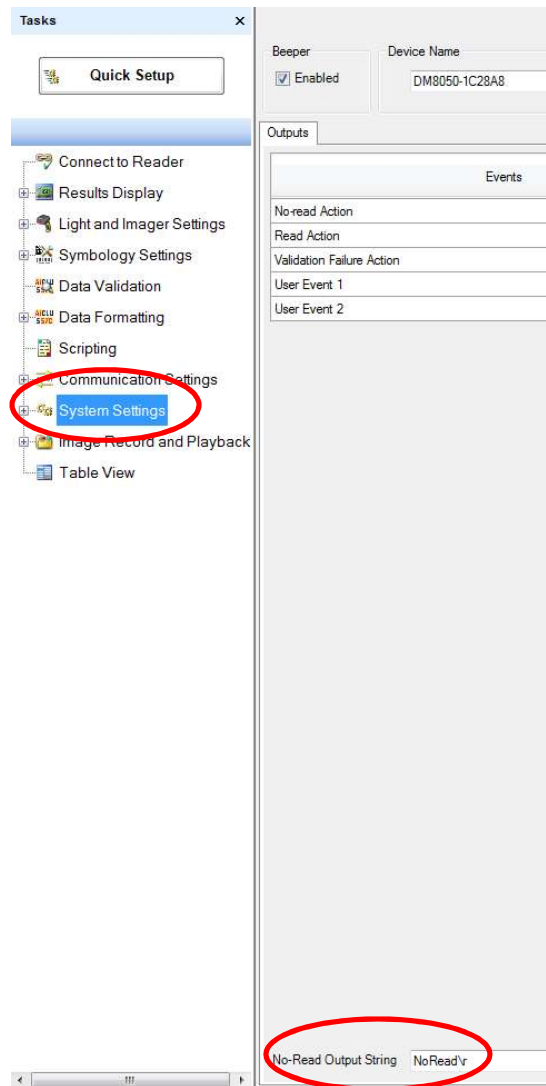 Tasks x
Quick Setup
Connect to Reader
Results Display
Light and Imager Settings
Symbology Settings
Data Validation
Data Formatting
Scripting
Communication Settings
System Settings
Image Record and Playback
Table View
Beeper
Enabled
Device Name
DM8050-1C28A8
Outputs
Events
No-read Action
Read Action
Validation Failure Action
User Event 1
User Event 2
No-Read Output String NoRead\r